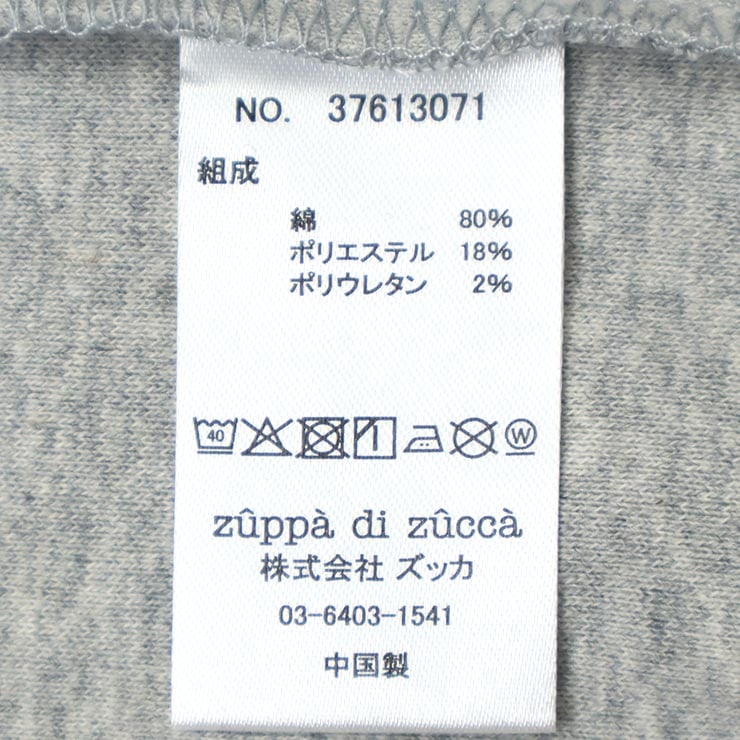 NO. 37613071
組成
綿 80%
ポリエステル 18%
ポリウレタン 2%
40 W
zûppà di zûccà
株式会社 ズッカ
03-6403-1541
中国製